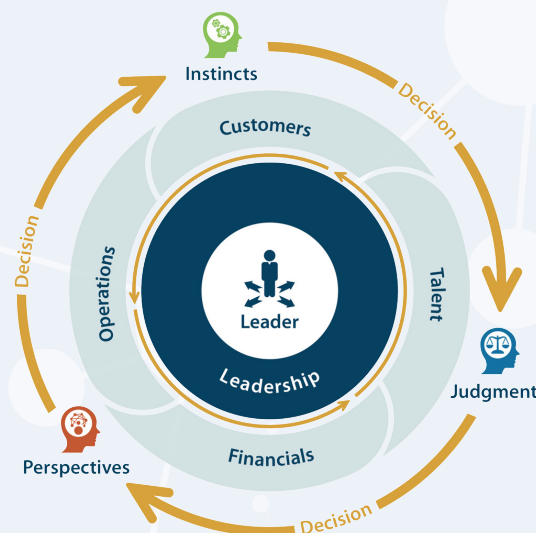 Instincts
Decision
Customers
Operations
Talent
Decision
Leader
Leadership
Judgment
Financials
Perspectives
Decision